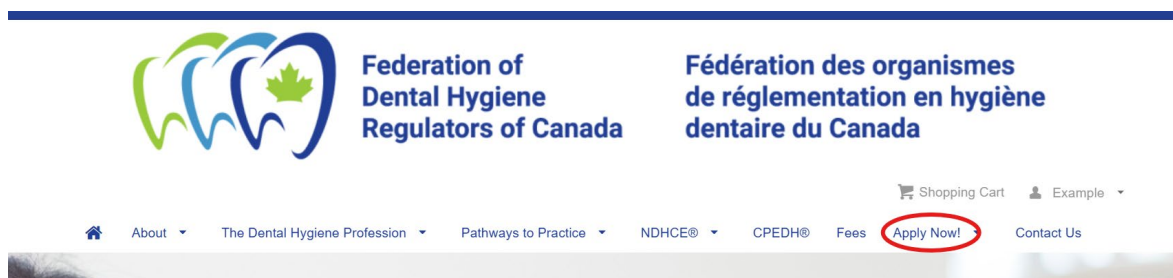 Federation of
Dental Hygiene
Regulators of Canada
Fédération des organismes
de réglementation en hygiène
dentaire du Canada
Shopping Cart Example
About The Dental Hygiene Profession Pathways to Practice NDHCE® CPEDH® Fees Apply Now! Contact Us